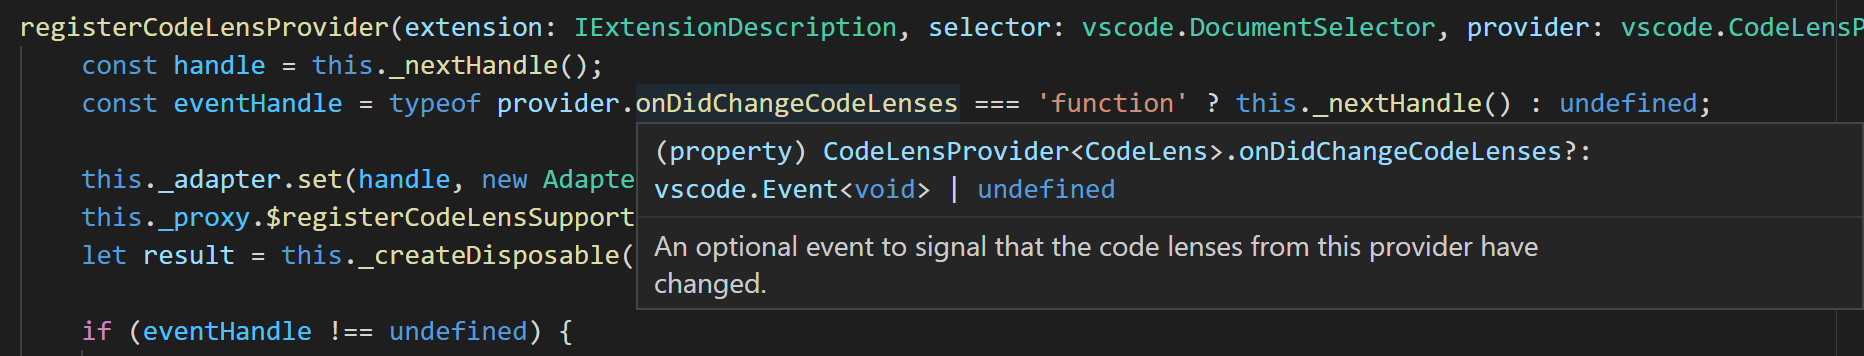 registerCodeLensProvider(extension: IExtensionDescription, selector: vscode.DocumentSelector, provider: vscode.CodeLensP
const handle = this._nextHandle();
const eventHandle = typeof provider.onDidChangeCodeLenses === 'function' ? this._nextHandle() : undefined;
(property) CodeLensProvider<CodeLens>.onDidChangeCodeLenses?:
vscode.Event<void> | undefined
An optional event to signal that the code lenses from this provider have
changed.
this._adapter.set(handle, new Adapte
this._proxy.$registerCodeLensSupport
let result = this._createDisposable(
if (eventHandle !== undefined) {